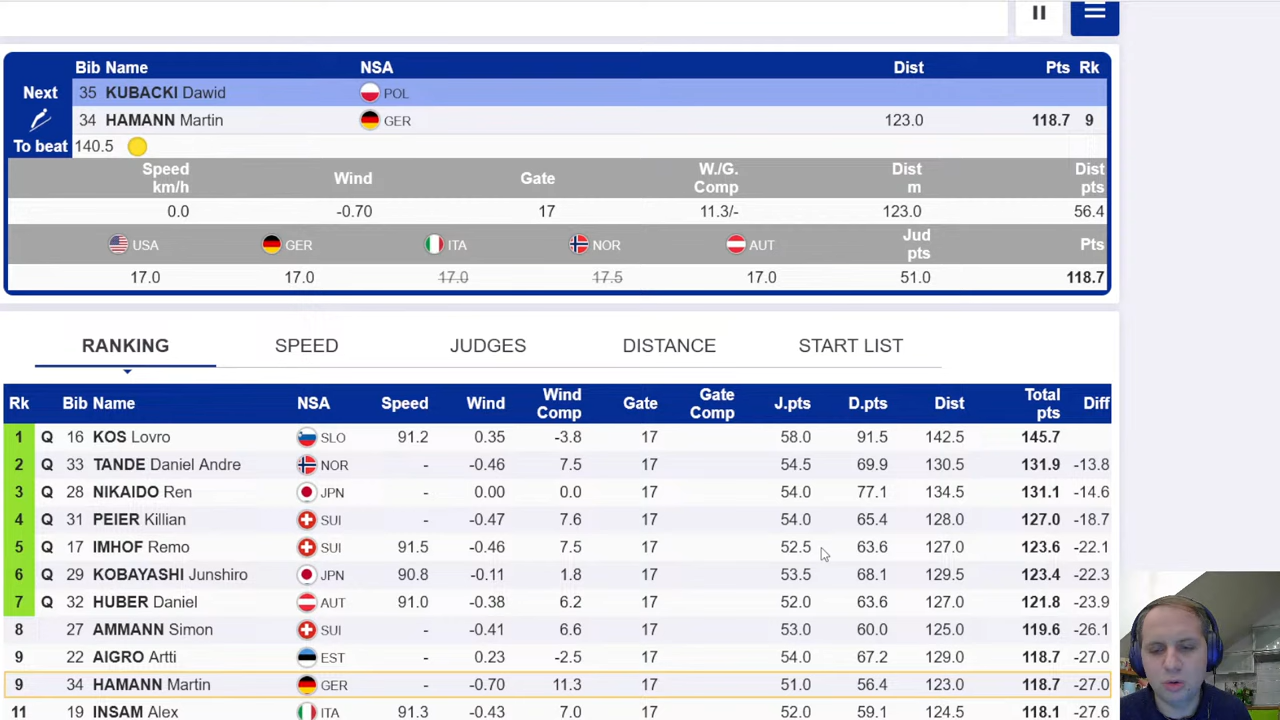 Bib Name NSA Dist Pts Rk
Next 35 KUBACKI Dawid POL
34 HAMANN Martin GER 123.0 118.7 9
To beat 140.5
Speed km/h Wind Gate W./G. Comp Dist m Dist pts
0.0 -0.70 17 11.3/- 123.0 56.4
USA GER ITA NOR AUT Jud pts Pts
17.0 17.0 17.0 17.5 17.0 51.0 118.7
RANKING SPEED JUDGES DISTANCE START LIST
Rk Bib Name NSA Speed Wind Wind Comp Gate Gate Comp J.pts D.pts Dist Total pts Diff
1 Q 16 KOS Lovro SLO 91.2 0.35 -3.8 17 58.0 91.5 142.5 145.7
2 Q 33 TANDE Daniel Andre NOR - -0.46 7.5 17 54.5 69.9 130.5 131.9 -13.8
3 Q 28 NIKAIDO Ren JPN - 0.00 0.0 17 54.0 77.1 134.5 131.1 -14.6
4 Q 31 PEIER Killian SUI - -0.47 7.6 17 54.0 65.4 128.0 127.0 -18.7
5 Q 17 IMHOF Remo SUI 91.5 -0.46 7.5 17 52.5 63.6 127.0 123.6 -22.1
6 Q 29 KOBAYASHI Junshiro JPN 90.8 -0.11 1.8 17 53.5 68.1 129.5 123.4 -22.3
7 Q 32 HUBER Daniel AUT 91.0 -0.38 6.2 17 52.0 63.6 127.0 121.8 -23.9
8 27 AMMANN Simon SUI - -0.41 6.6 17 53.0 60.0 125.0 119.6 -26.1
9 22 AIGRO Artti EST - 0.23 -2.5 17 54.0 67.2 129.0 118.7 -27.0
9 34 HAMANN Martin GER - -0.70 11.3 17 51.0 56.4 123.0 118.7 -27.0
11 19 INSAM Alex ITA 91.3 -0.43 7.0 17 52.0 59.1 124.5 118.1 -27.6